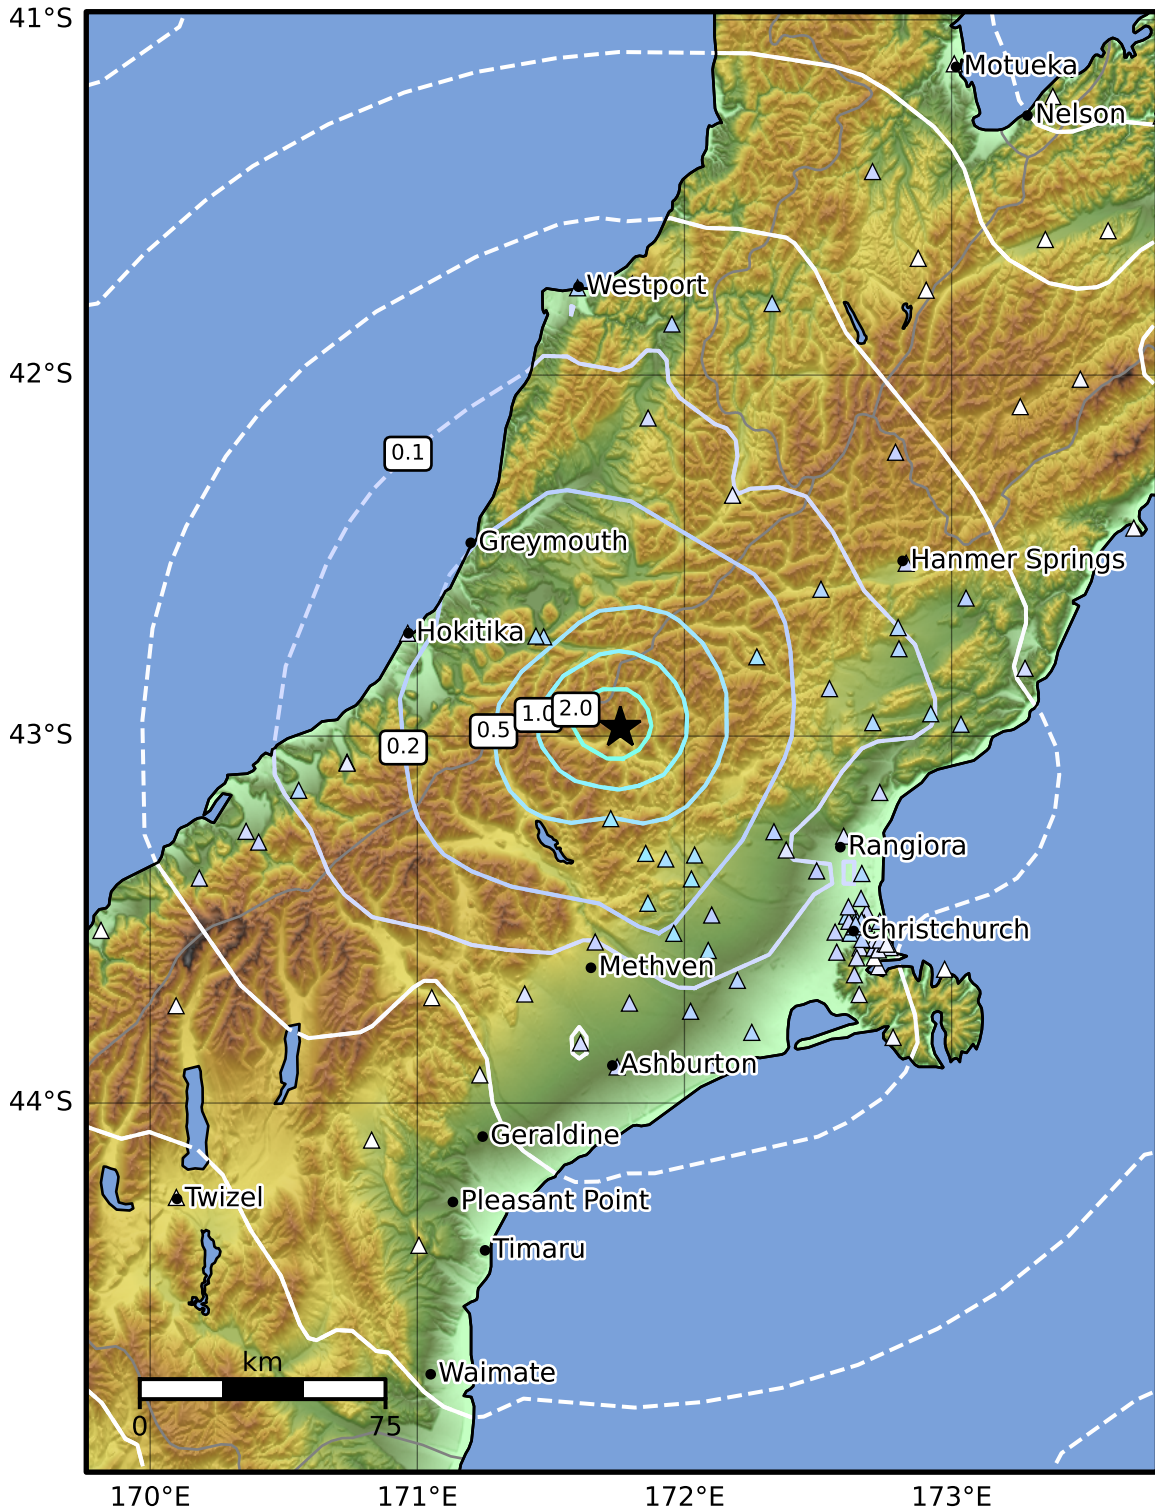 41°S
Motueka
Nelson
Westport
42°S
0.1
Greymouth
Hanmer Springs
Hokitika
2.0
1.0
0.5
43°S
0.2
Rangiora
Christchurch
Methven
Ashburton
44°S
Geraldine
Twizel
Pleasant Point
Timaru
km
Waimate
0 75
170°E 171°E 172°E 173°E